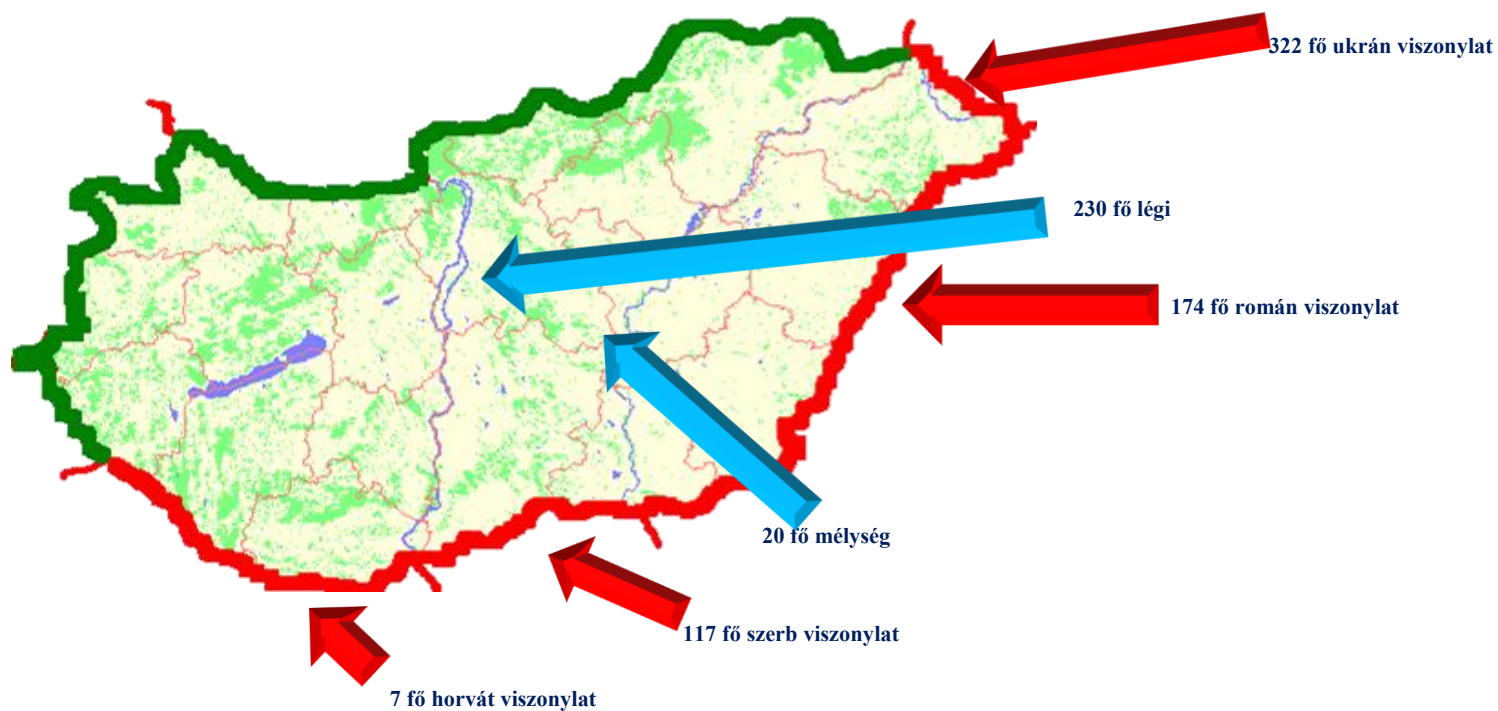 322 fő ukrán viszonylat
230 fő légi
174 fő román viszonylat
20 fő mélység
117 fő szerb viszonylat
7 fő horvát viszonylat